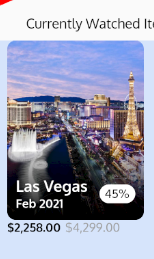 Currently Watched Ite
Las Vegas
Feb 2021
45%
$2,258.00 $4,299.00